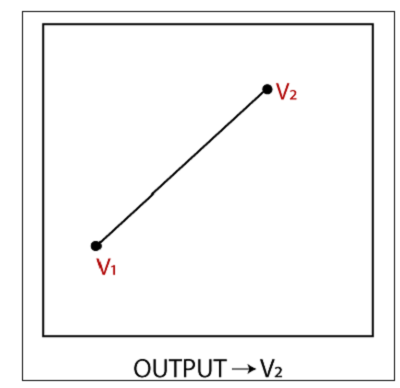 V₂
V₁
OUTPUT → V₂